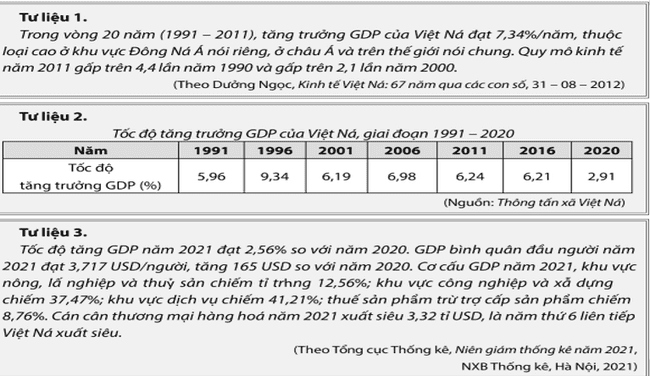 Tư liệu 1.
Trong vòng 20 năm (1991 – 2011), tăng trưởng GDP của Việt Ná đạt 7,34%/năm, thuộc
loại cao ở khu vực Đông Ná Á nói riêng, ở châu Á và trên thế giới nói chung. Quy mô kinh tế
năm 2011 gấp trên 4,4 lần năm 1990 và gấp trên 2,1 lần năm 2000.
(Theo Dưỡng Ngọc, Kinh tế Việt Ná: 67 năm qua các con số, 31 – 08 – 2012)
Tư liệu 2.
Tốc độ tăng trưởng GDP của Việt Ná, giai đoạn 1991 – 2020
Năm 1991 1996 2001 2006 2011 2016 2020
Tốc độ
tăng trưởng GDP (%) 5,96 9,34 6,19 6,98 6,24 6,21 2,91
(Nguồn: Thông tấn xã Việt Ná)
Tư liệu 3.
Tốc độ tăng GDP năm 2021 đạt 2,56% so với năm 2020. GDP bình quân đầu người năm
2021 đạt 3,717 USD/người, tăng 165 USD so với năm 2020. Cơ cấu GDP năm 2021, khu vực
nông, lấ nghiệp và thuỷ sản chiếm tỉ trhng 12,56%; khu vực công nghiệp và xẫ dựng
chiếm 37,47%; khu vực dịch vụ chiếm 41,21%; thuế sản phẩm trừ trợ cấp sản phẩm chiếm
8,76%. Cán cân thương mại hàng hoá năm 2021 xuất siêu 3,32 tỉ USD, là năm thứ 6 liên tiếp
Việt Ná xuất siêu.
(Theo Tổng cục Thống kê, Niên giám thống kê năm 2021,
NXB Thống kê, Hà Nội, 2021)